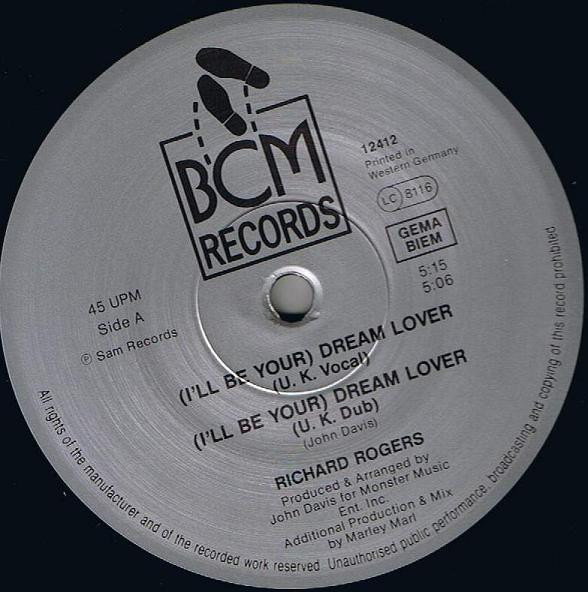 BCM
RECORDS
12412
Printed in
Western Germany
LC 8116
GEMA
BIEM
5:15
5:06
45 UPM
Side A
℗ Sam Records
(I'LL BE YOUR) DREAM LOVER
(U. K. Vocal)
(I'LL BE YOUR) DREAM LOVER
(U. K. Dub)
(John Davis)
RICHARD ROGERS
Produced & Arranged by
John Davis for Monster Music
Ent. Inc.
Additional Production & Mix
by Marley Marl
All rights of the manufacturer and of the recorded work reserved Unauthorised public performance, broadcasting and copying of this record prohibited